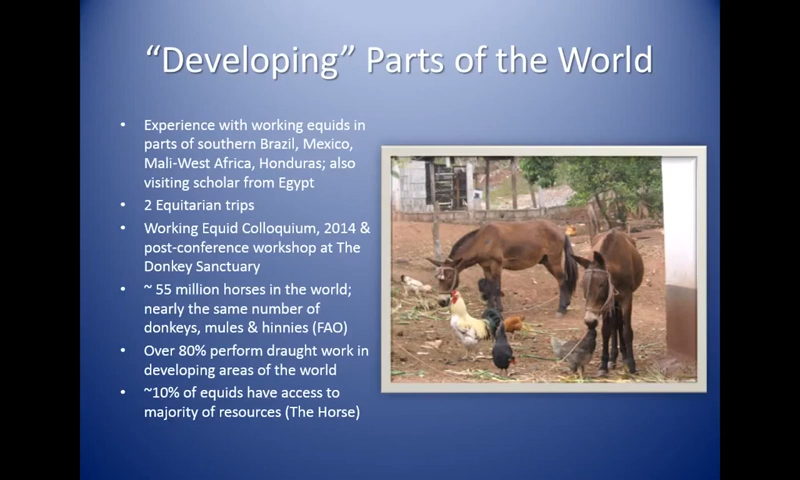 “Developing” Parts of the World
• Experience with working equids in
parts of southern Brazil, Mexico,
Mali-West Africa, Honduras; also
visiting scholar from Egypt
• 2 Equitarian trips
• Working Equid Colloquium, 2014 &
post-conference workshop at The
Donkey Sanctuary
• ~ 55 million horses in the world;
nearly the same number of
donkeys, mules & hinnies (FAO)
• Over 80% perform draught work in
developing areas of the world
• ~10% of equids have access to
majority of resources (The Horse)